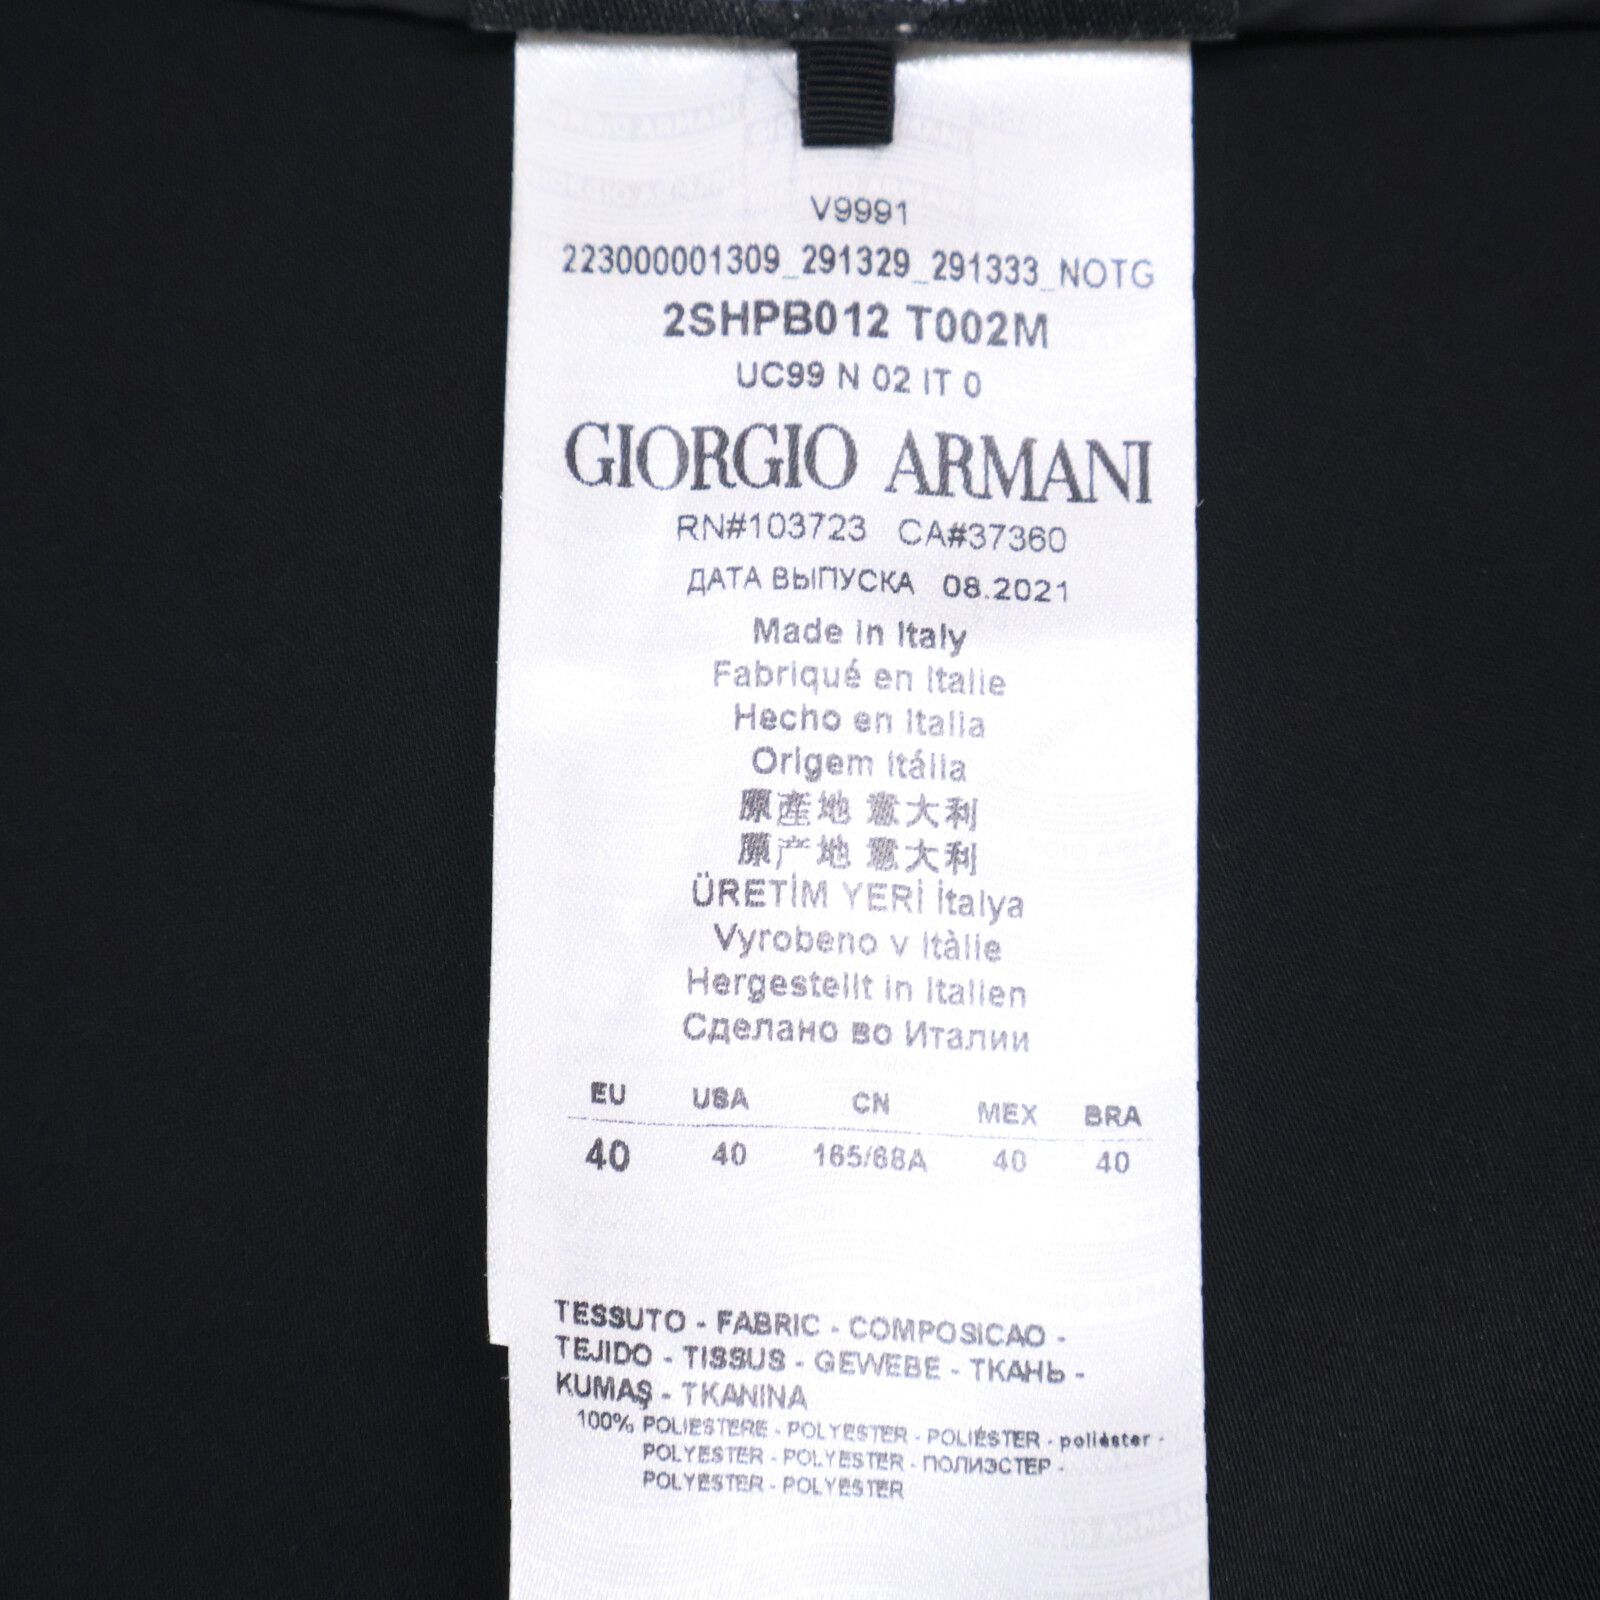 V9991
223000001309_291329_291333_NOTG
2SHPB012 T002M
UC99 N 02 IT 0
GIORGIO ARMANI
RN#103723 CA#37360
ДАТА ВЫПУСКА 08.2021
Made in Italy
Fabriqué en Italie
Hecho en Italia
Origem Itália
原産地 意大利
原产地 意大利
ÜRETİM YERİ İtalya
Vyrobeno v Itàlie
Hergestellt in Italien
Сделано во Италии
EU USA CN MEX BRA
40 40 165/68A 40 40
TESSUTO - FABRIC - COMPOSICAO -
TEJIDO - TISSUS - GEWEBE - ТКАНЬ -
KUMAŞ - TKANINA
100% POLIESTERE - POLYESTER - POLIÉSTER - poliéster -
POLYESTER - POLYESTER - ПОЛИЭСТЕР -
POLYESTER - POLYESTER